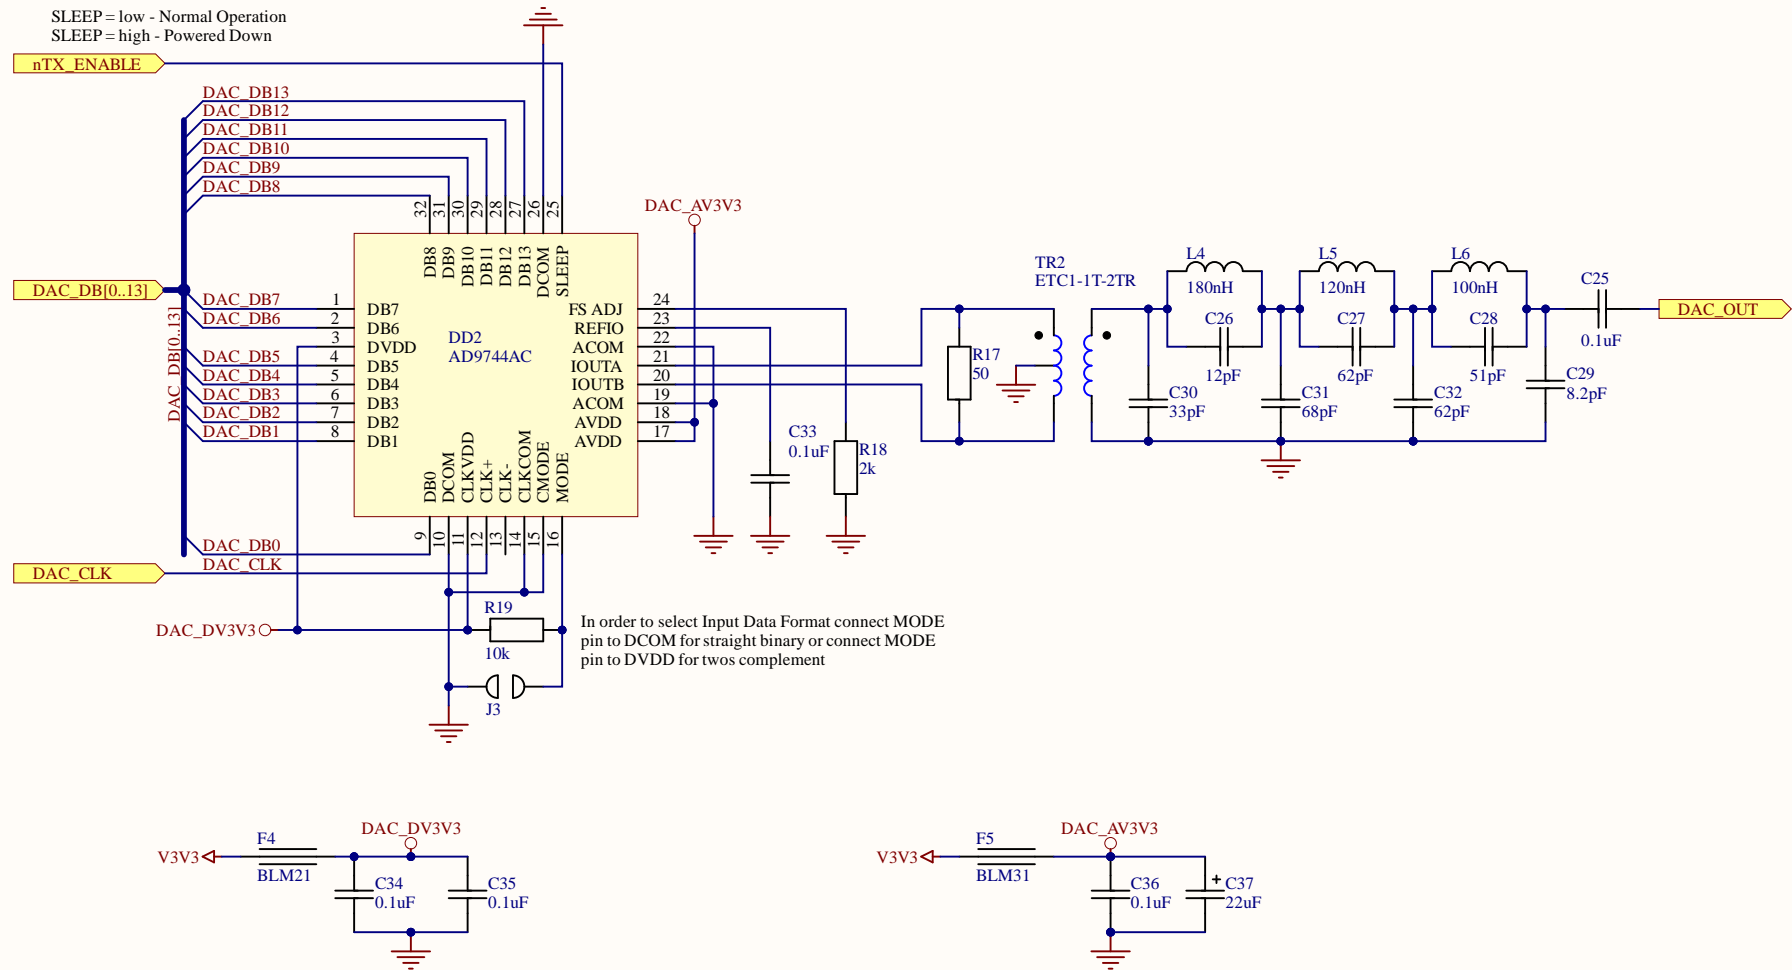 SLEEP = low - Normal Operation
SLEEP = high - Powered Down
nTX_ENABLE
DAC_DB13
DAC_DB12
DAC_DB11
DAC_DB10
DAC_DB9
DAC_DB8
32
31
30
29
28
27
26
25
DB8
DB9
DB10
DB11
DB12
DB13
DCOM
SLEEP
DAC_DB[0..13]
DAC_DB[0..13]
DAC_DB7
DAC_DB6
DAC_DB5
DAC_DB4
DAC_DB3
DAC_DB2
DAC_DB1
1
2
3
4
5
6
7
8
DB7
DB6
DVDD
DB5
DB4
DB3
DB2
DB1
DD2
AD9744AC
FS ADJ
REFIO
ACOM
IOUTA
IOUTB
ACOM
AVDD
AVDD
24
23
22
21
20
19
18
17
DB0
DCOM
CLKVDD
CLK+
CLK-
CLKCOM
CMODE
MODE
9
10
11
12
13
14
15
16
DAC_DB0
DAC_CLK
DAC_CLK
DAC_DV3V3
R19
10k
J3
In order to select Input Data Format connect MODE
pin to DCOM for straight binary or connect MODE
pin to DVDD for twos complement
DAC_AV3V3
C33
0.1uF
R18
2k
R17
50
TR2
ETC1-1T-2TR
L4
180nH
C26
12pF
L5
120nH
C27
62pF
L6
100nH
C28
51pF
C30
33pF
C31
68pF
C32
62pF
C29
8.2pF
C25
0.1uF
DAC_OUT
V3V3
F4
BLM21
DAC_DV3V3
C34
0.1uF
C35
0.1uF
V3V3
F5
BLM31
DAC_AV3V3
C36
0.1uF
+
C37
22uF